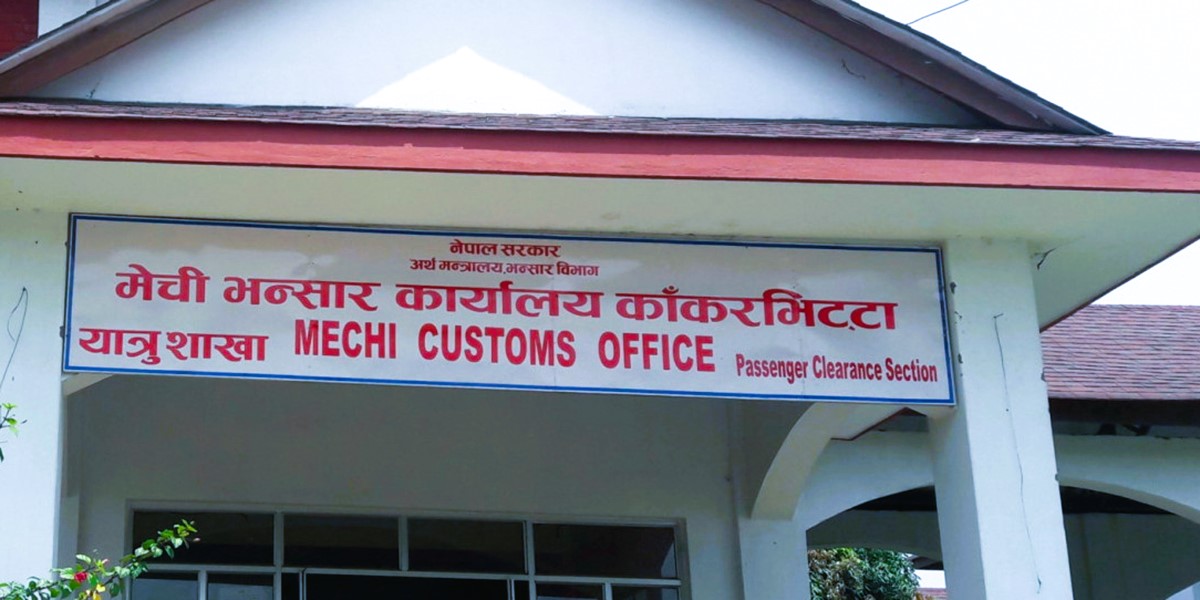 नेपाल सरकार
अर्थ मन्त्रालय,भन्सार विभाग
मेची भन्सार कार्यालय काँकरभिट्टा
यात्रु शाखा MECHI CUSTOMS OFFICE Passenger Clearance Section